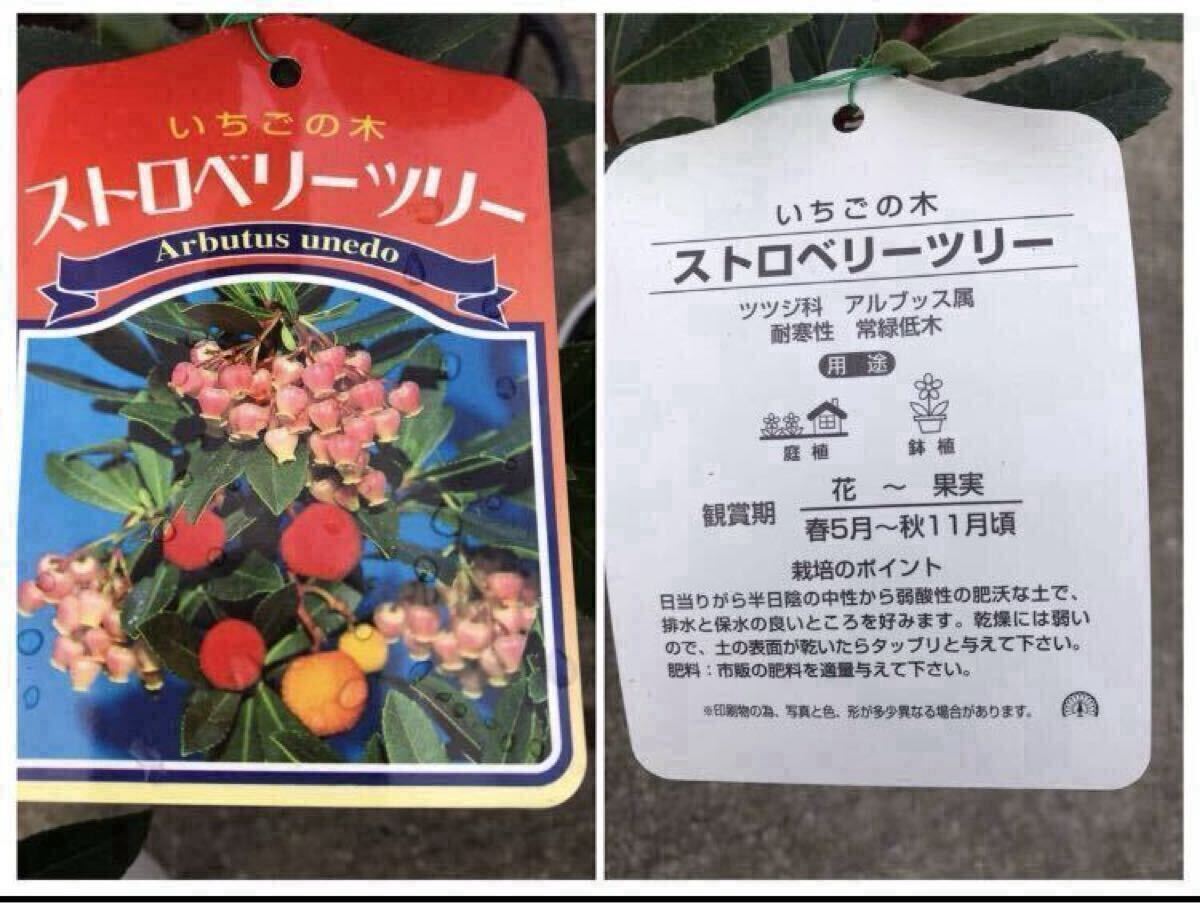 いちごの木
ストロベリーツリー
Arbutus unedo
いちごの木
ストロベリーツリー
ツツジ科 アルブッス属
耐寒性 常緑低木
用途
庭植 鉢植
観賞期 花 ～ 果実
春5月～秋11月頃
栽培のポイント
日当りがら半日陰の中性から弱酸性の肥沃な土で、
排水と保水の良いところを好みます。乾燥には弱い
ので、土の表面が乾いたらタップリと与えて下さい。
肥料：市販の肥料を適量与えて下さい。
※印刷物の為、写真と色、形が多少異なる場合があります。